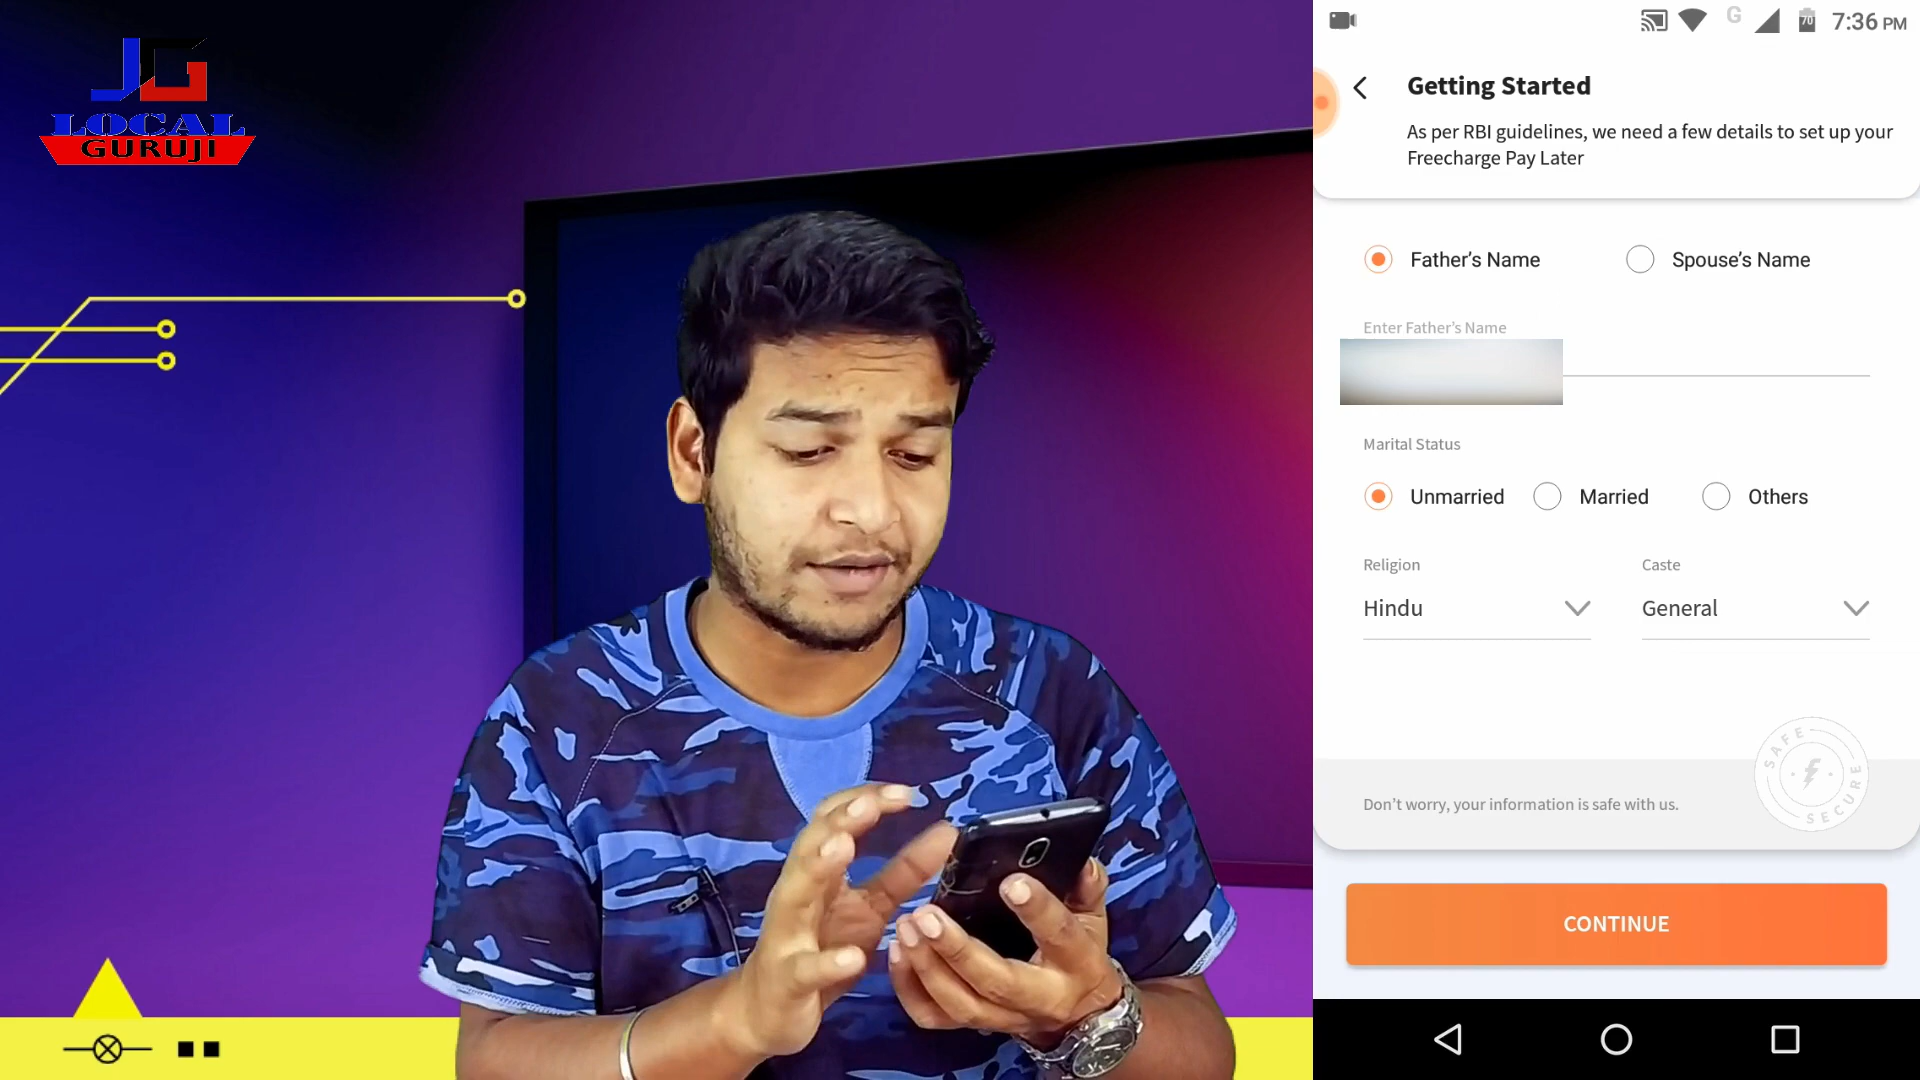 JG
LOCAL
GURUJI
G
70
7:36 PM
Getting Started
As per RBI guidelines, we need a few details to set up your
Freecharge Pay Later
Father's Name
Spouse's Name
Enter Father's Name
Marital Status
Unmarried
Married
Others
Religion
Caste
Hindu
General
SAFE
SECURE
Don't worry, your information is safe with us.
CONTINUE